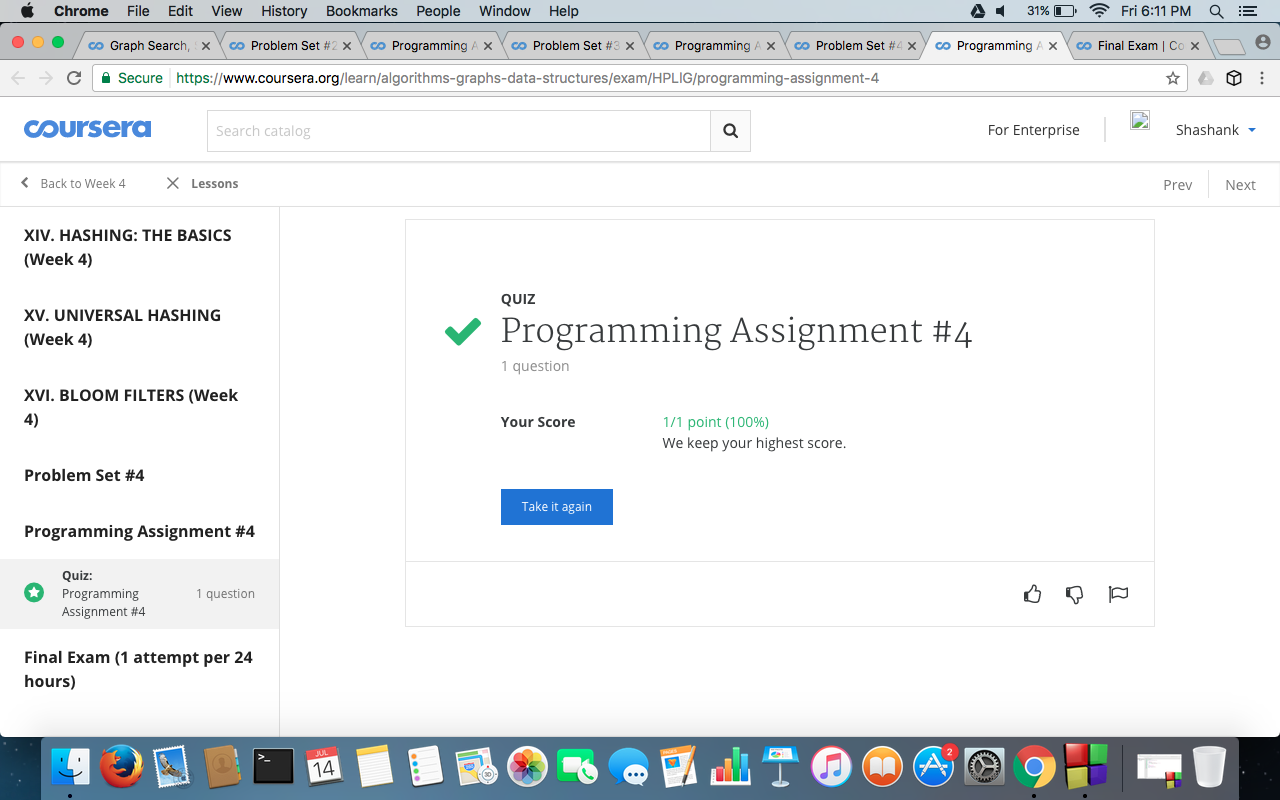 Chrome File Edit View History Bookmarks People Window Help 31% Fri 6:11 PM
Graph Search, Problem Set #2 Programming A Problem Set #3 Programming A Problem Set #4 Programming A Final Exam | Co
Secure https://www.coursera.org/learn/algorithms-graphs-data-structures/exam/HPLIG/programming-assignment-4
coursera Search catalog For Enterprise Shashank
Back to Week 4 Lessons Prev Next
XIV. HASHING: THE BASICS
(Week 4)
XV. UNIVERSAL HASHING
(Week 4)
XVI. BLOOM FILTERS (Week
4)
Problem Set #4
Programming Assignment #4
Quiz:
Programming 1 question
Assignment #4
Final Exam (1 attempt per 24
hours)
QUIZ
Programming Assignment #4
1 question
Your Score 1/1 point (100%)
We keep your highest score.
Take it again
>_
JUL
14
2